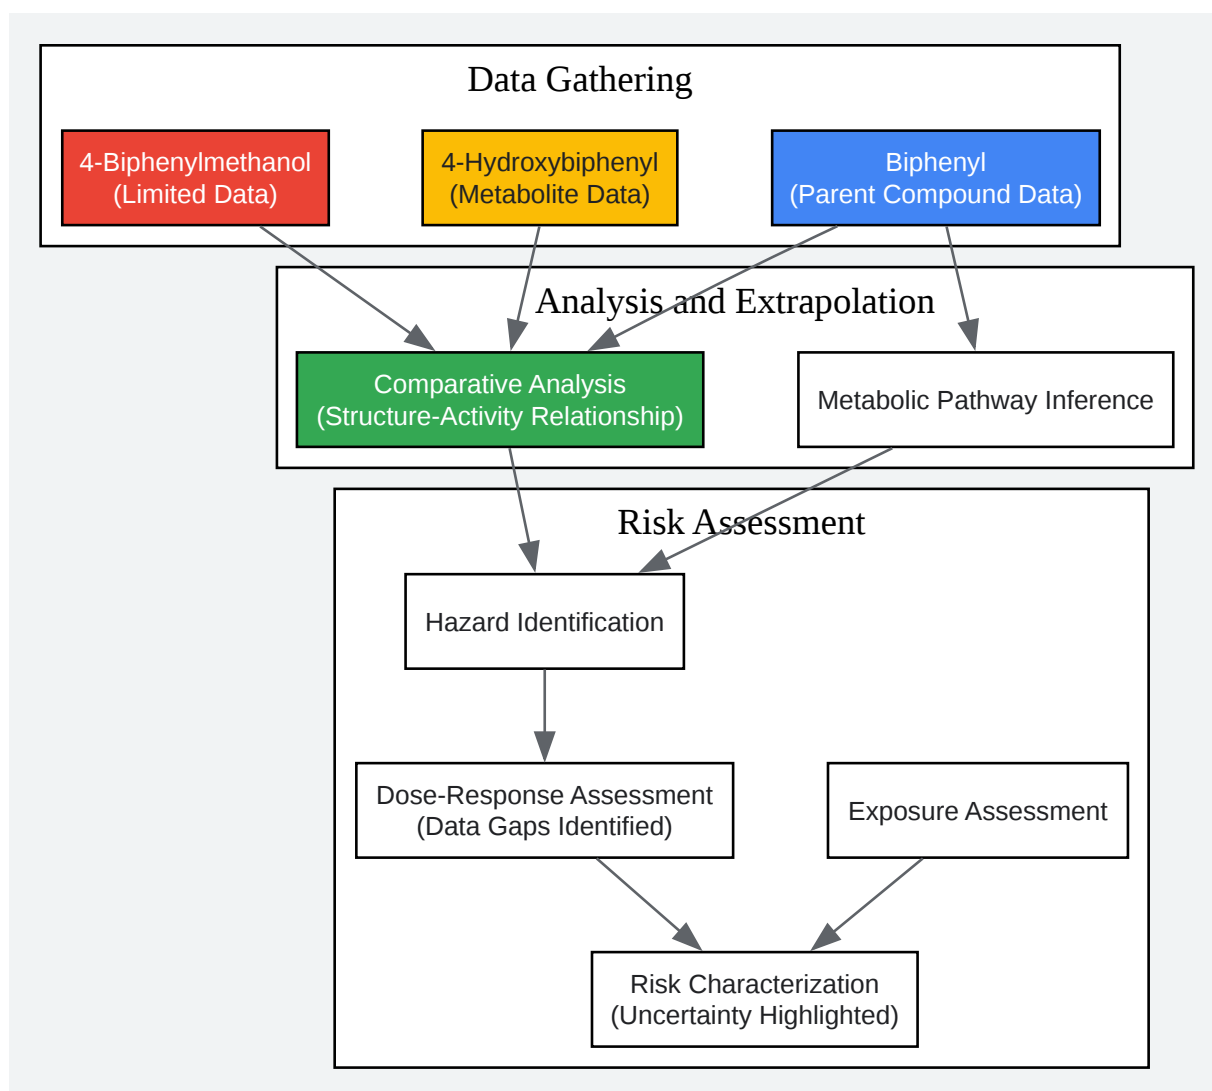 Data Gathering
4-Biphenylmethanol
(Limited Data)
4-Hydroxybiphenyl
(Metabolite Data)
Biphenyl
(Parent Compound Data)
Analysis and Extrapolation
Comparative Analysis
(Structure-Activity Relationship)
Metabolic Pathway Inference
Risk Assessment
Hazard Identification
Dose-Response Assessment
(Data Gaps Identified)
Exposure Assessment
Risk Characterization
(Uncertainty Highlighted)